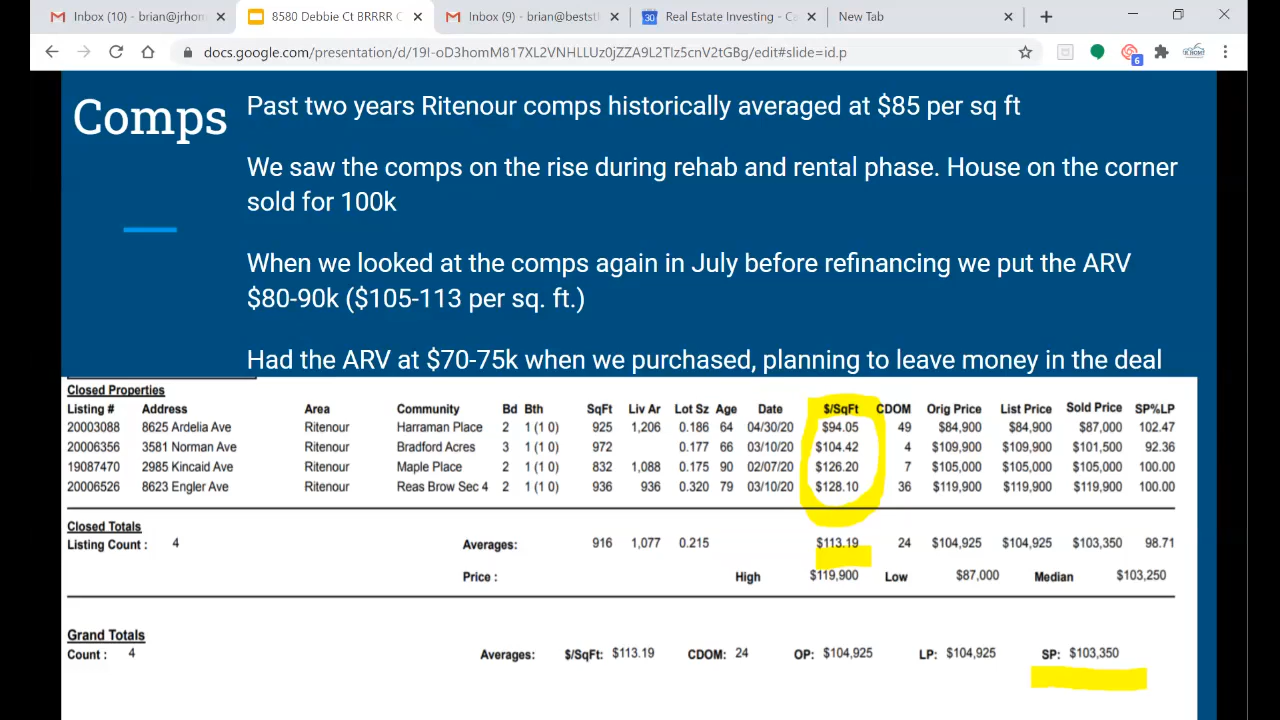 Inbox (10) - brian@jrhom
8580 Debbie Ct BRRRR C
Inbox (9) - brian@bestst
30
Real Estate Investing - Ca
New Tab
docs.google.com/presentation/d/19I-oD3homM817XL2VNHLLUz0jZZA9L2TIz5cnV2tGBg/edit#slide=id.p
6
Comps
Past two years Ritenour comps historically averaged at $85 per sq ft
We saw the comps on the rise during rehab and rental phase. House on the corner
sold for 100k
When we looked at the comps again in July before refinancing we put the ARV
$80-90k ($105-113 per sq. ft.)
Had the ARV at $70-75k when we purchased, planning to leave money in the deal
Closed Properties
Listing # Address Area Community Bd Bth SqFt Liv Ar Lot Sz Age Date $/SqFt CDOM Orig Price List Price Sold Price SP%LP
20003088 8625 Ardelia Ave Ritenour Harraman Place 2 1 (1 0) 925 1,206 0.186 64 04/30/20 $94.05 49 $84,900 $84,900 $87,000 102.47
20006356 3581 Norman Ave Ritenour Bradford Acres 3 1 (1 0) 0.177 66 03/10/20 $104.42 4 $109,900 $109,900 $101,500 92.36
19087470 2985 Kincaid Ave Ritenour Maple Place 2 1 (1 0) 832 1,088 0.175 90 02/07/20 $126.20 7 $105,000 $105,000 $105,000 100.00
20006526 8623 Engler Ave Ritenour Reas Brow Sec 4 2 1 (1 0) 936 936 0.320 79 03/10/20 $128.10 36 $119,900 $119,900 $119,900 100.00
Closed Totals
Listing Count : 4 Averages: 916 1,077 0.215 $113.19 24 $104,925 $104,925 $103,350 98.71
Price : High $119,900 Low $87,000 Median $103,250
Grand Totals
Count : 4 Averages: $/SqFt: $113.19 CDOM: 24 OP: $104,925 LP: $104,925 SP: $103,350